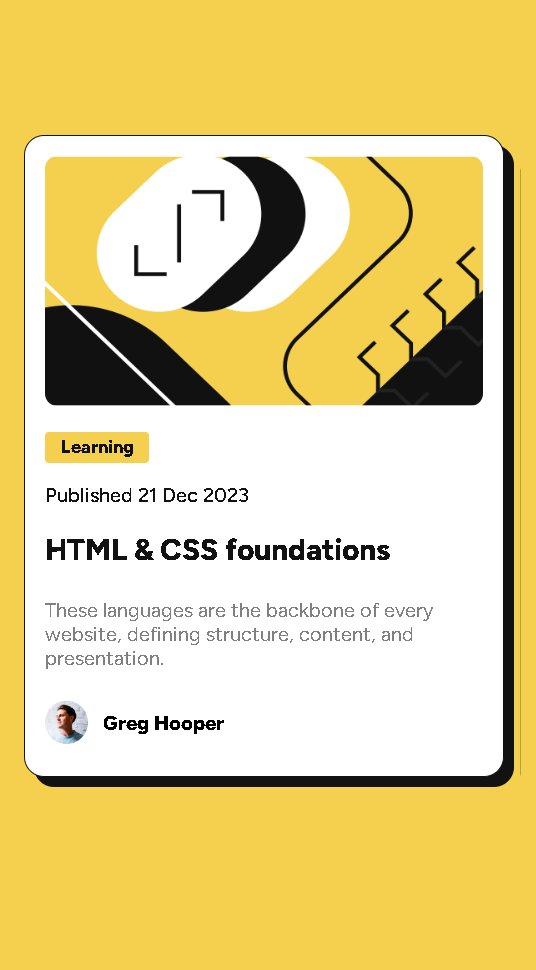 Learning
Published 21 Dec 2023
HTML & CSS foundations
These languages are the backbone of every
website, defining structure, content, and
presentation.
Greg Hooper